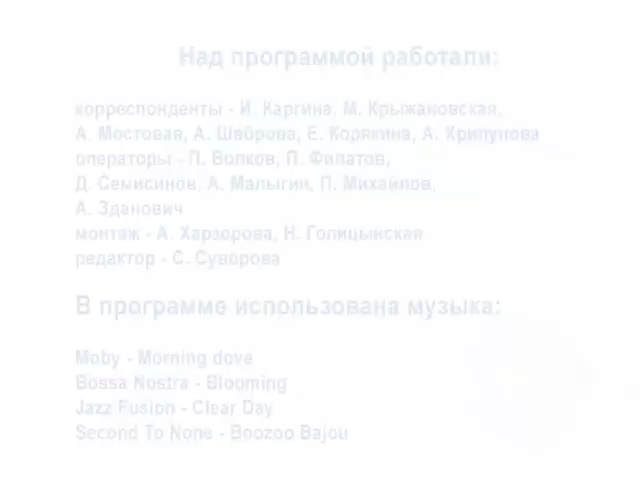 Над программой работали:
корреспонденты - И. Каргина, М. Крыжановская,
А. Мостовая, А. Шаброва, Е. Корякина, А. Хрипунова
операторы - П. Волков, П. Филатов,
Д. Семисинов, А. Малыгин, П. Михайлов,
А. Зданович
монтаж - А. Харзорова, Н. Голицынская
редактор - С. Суворова
В программе использована музыка:
Moby - Morning dove
Bossa Nostra - Blooming
Jazz Fusion - Clear Day
Second To None - Boozoo Bajou